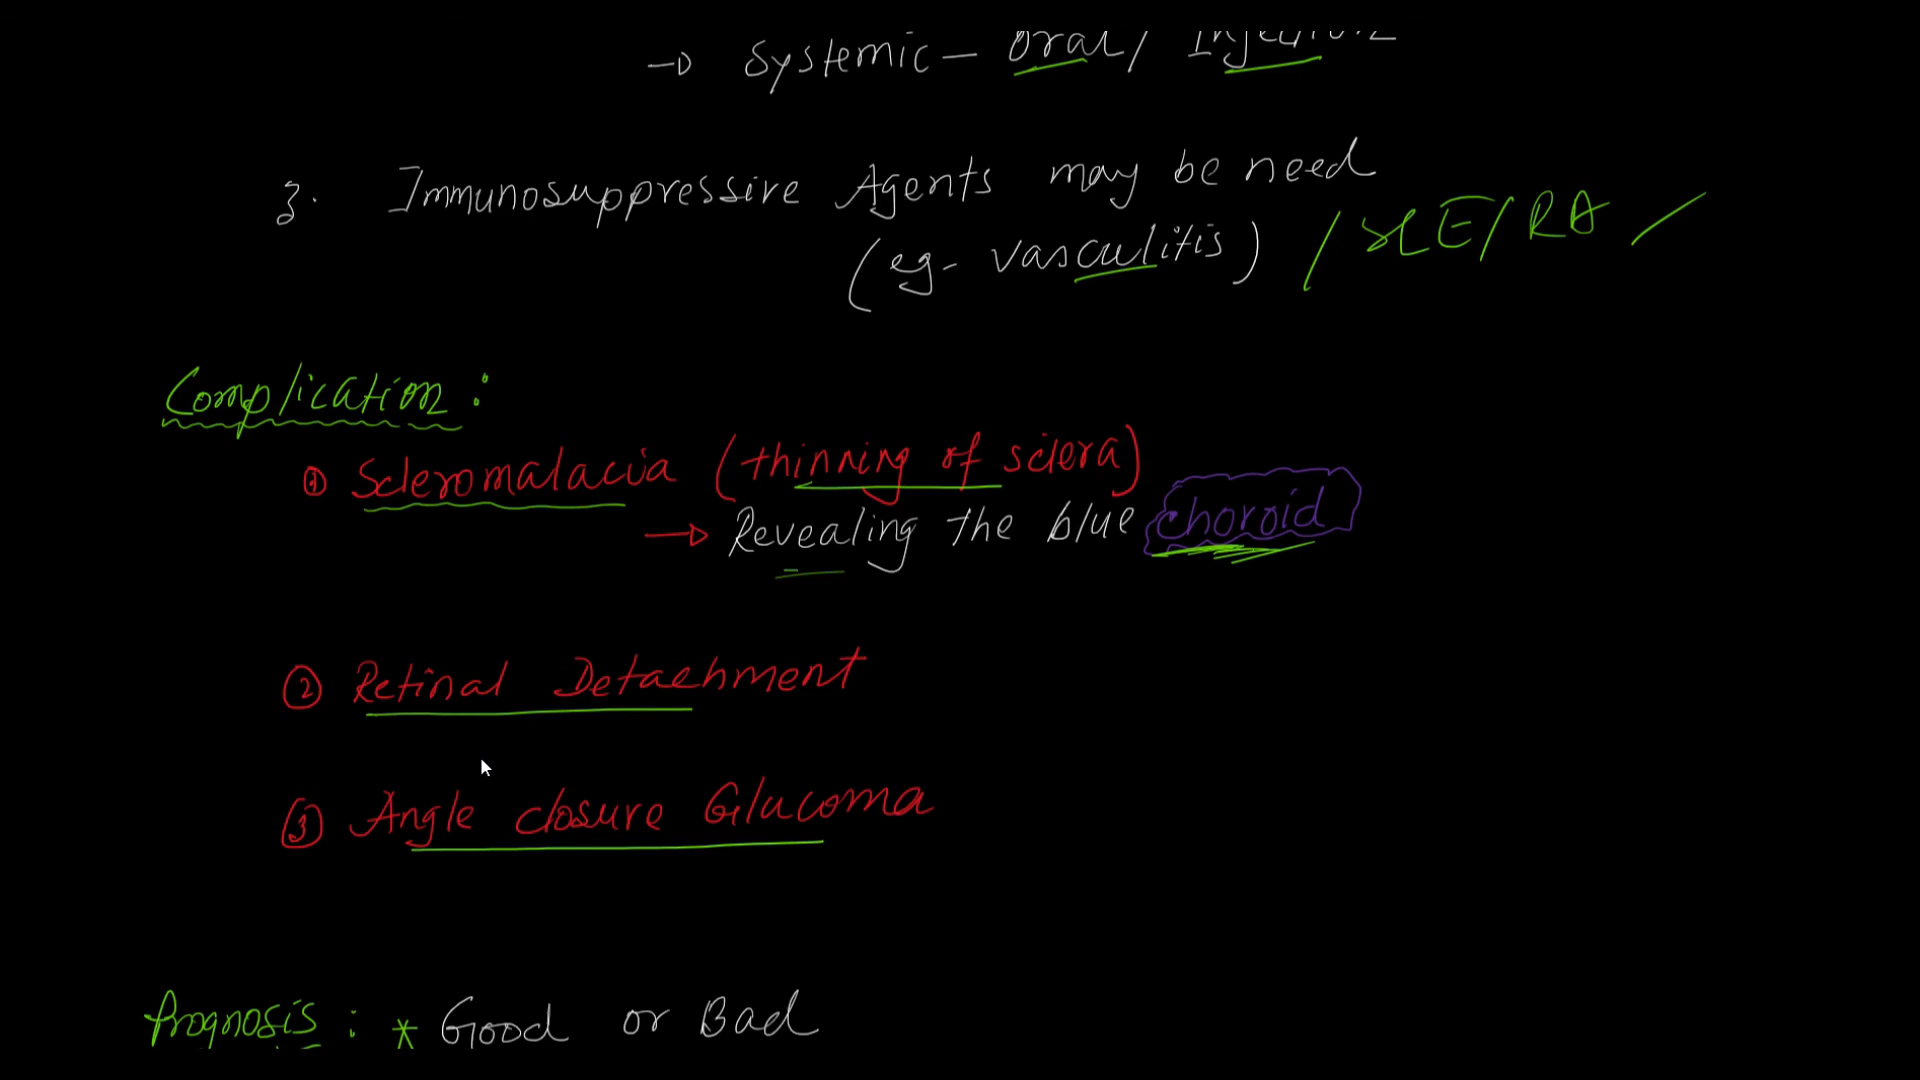 → Systemic - Oral / Injection
3. Immunosuppressive Agents may be need
(eg- vasculitis) / SLE / RA
Complication:
① Scleromalacia (thinning of sclera)
→ Revealing the blue choroid
② Retinal Detachment
③ Angle closure Glucoma
Prognosis: * Good or Bad